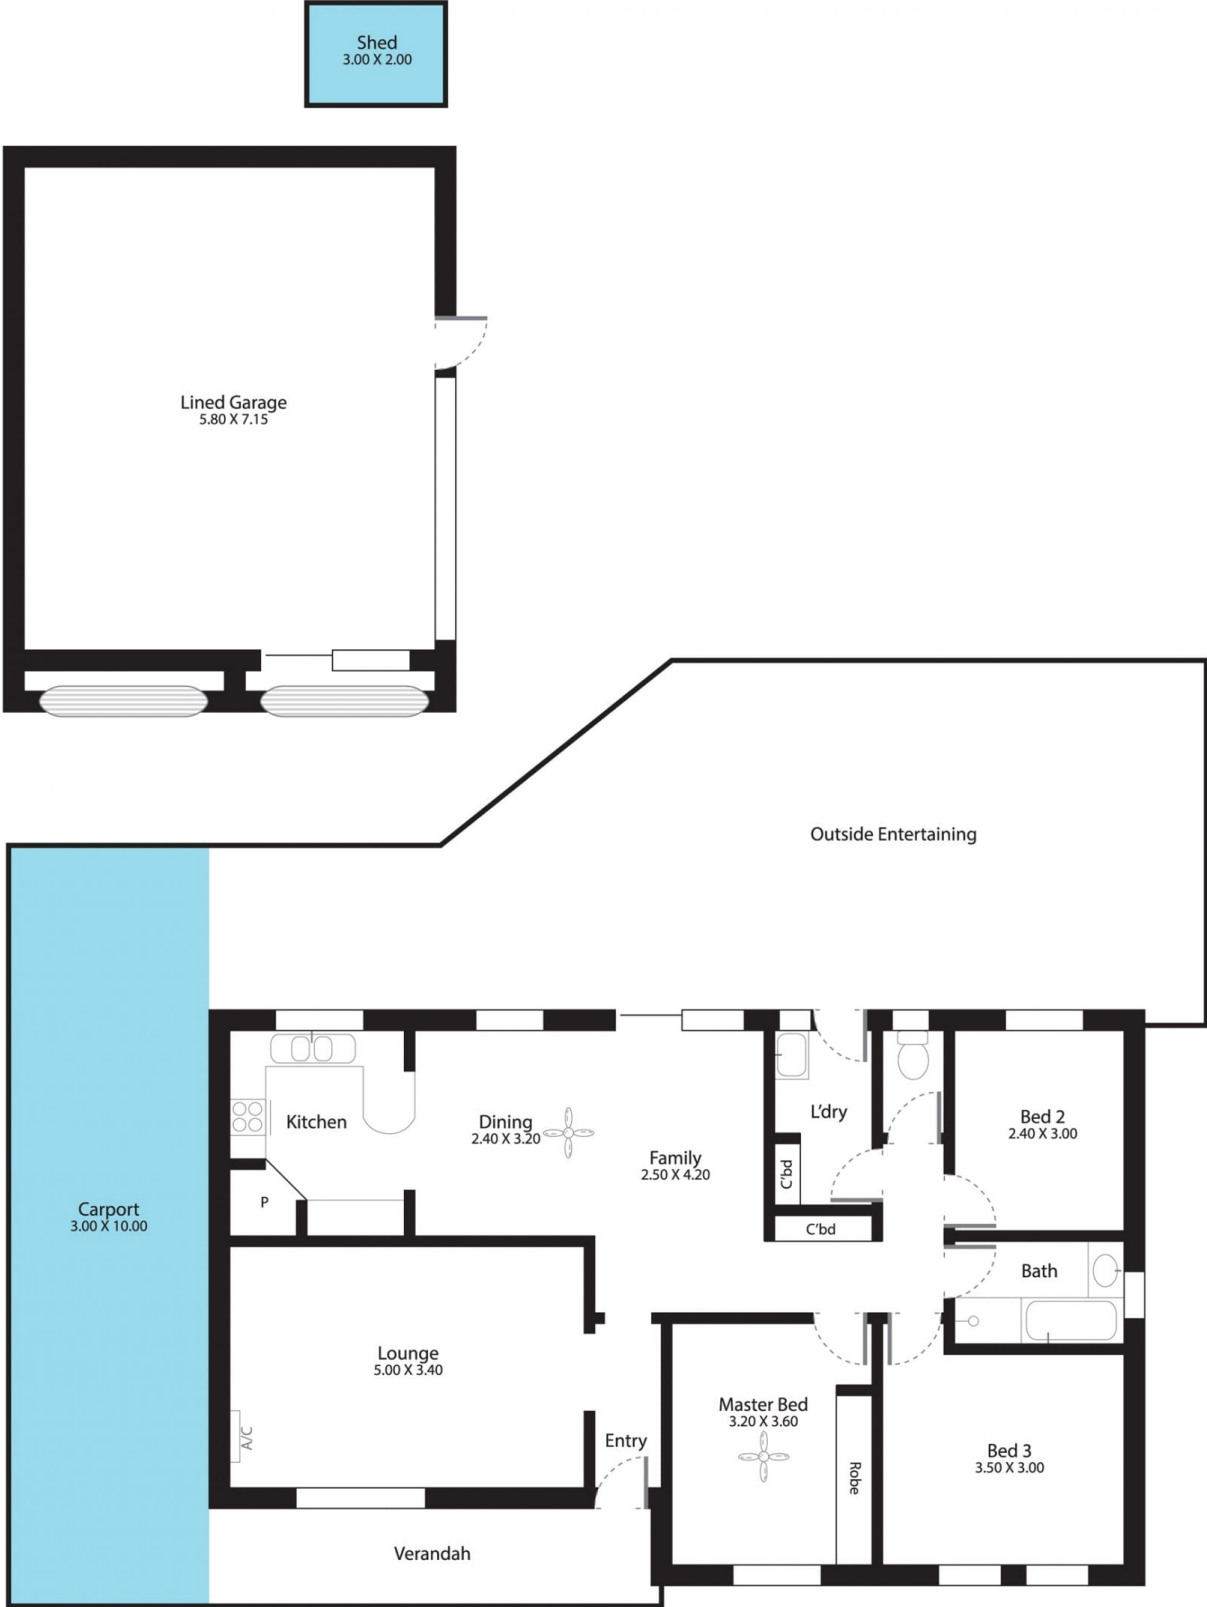 Shed
3.00 X 2.00
Lined Garage
5.80 X 7.15
Outside Entertaining
Kitchen
Dining
2.40 X 3.20
Family
2.50 X 4.20
L'dry
Bed 2
2.40 X 3.00
C'bd
P
C'bd
Carport
3.00 X 10.00
Bath
Lounge
5.00 X 3.40
A/C
Entry
Master Bed
3.20 X 3.60
Robe
Bed 3
3.50 X 3.00
Verandah